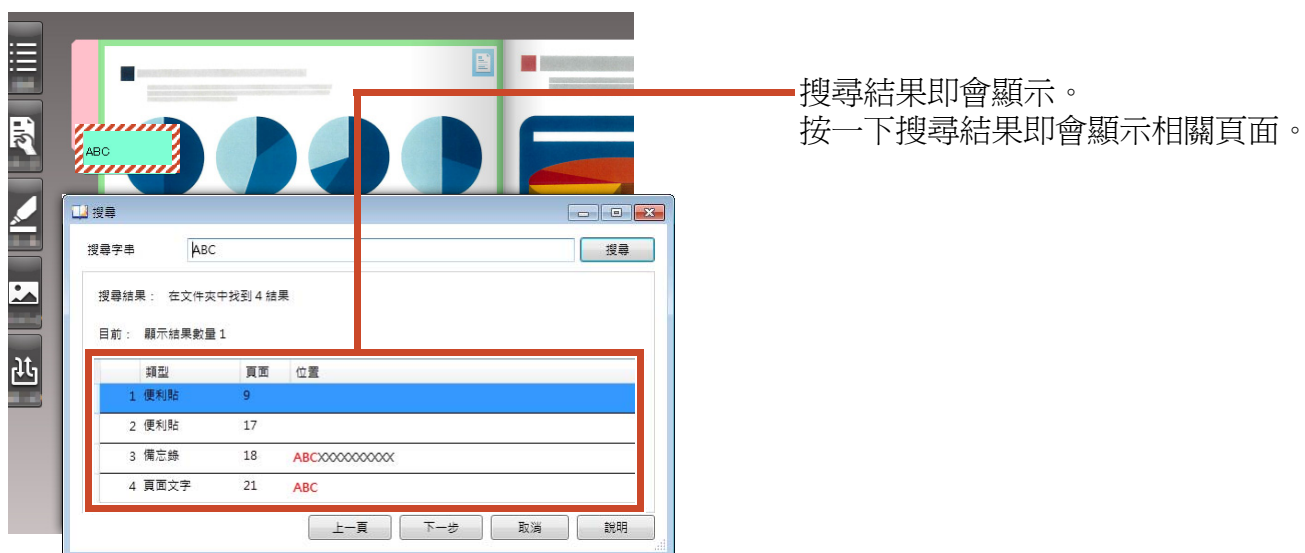 搜尋結果即會顯示。
按一下搜尋結果即會顯示相關頁面。
ABC
搜尋
搜尋字串 ABC 搜尋
搜尋結果： 在文件夾中找到 4 結果
目前： 顯示結果數量 1
類型 頁面 位置
1 便利貼 9
2 便利貼 17
3 備忘錄 18 ABCXXXXXXXXXX
4 頁面文字 21 ABC
上一頁 下一步 取消 說明